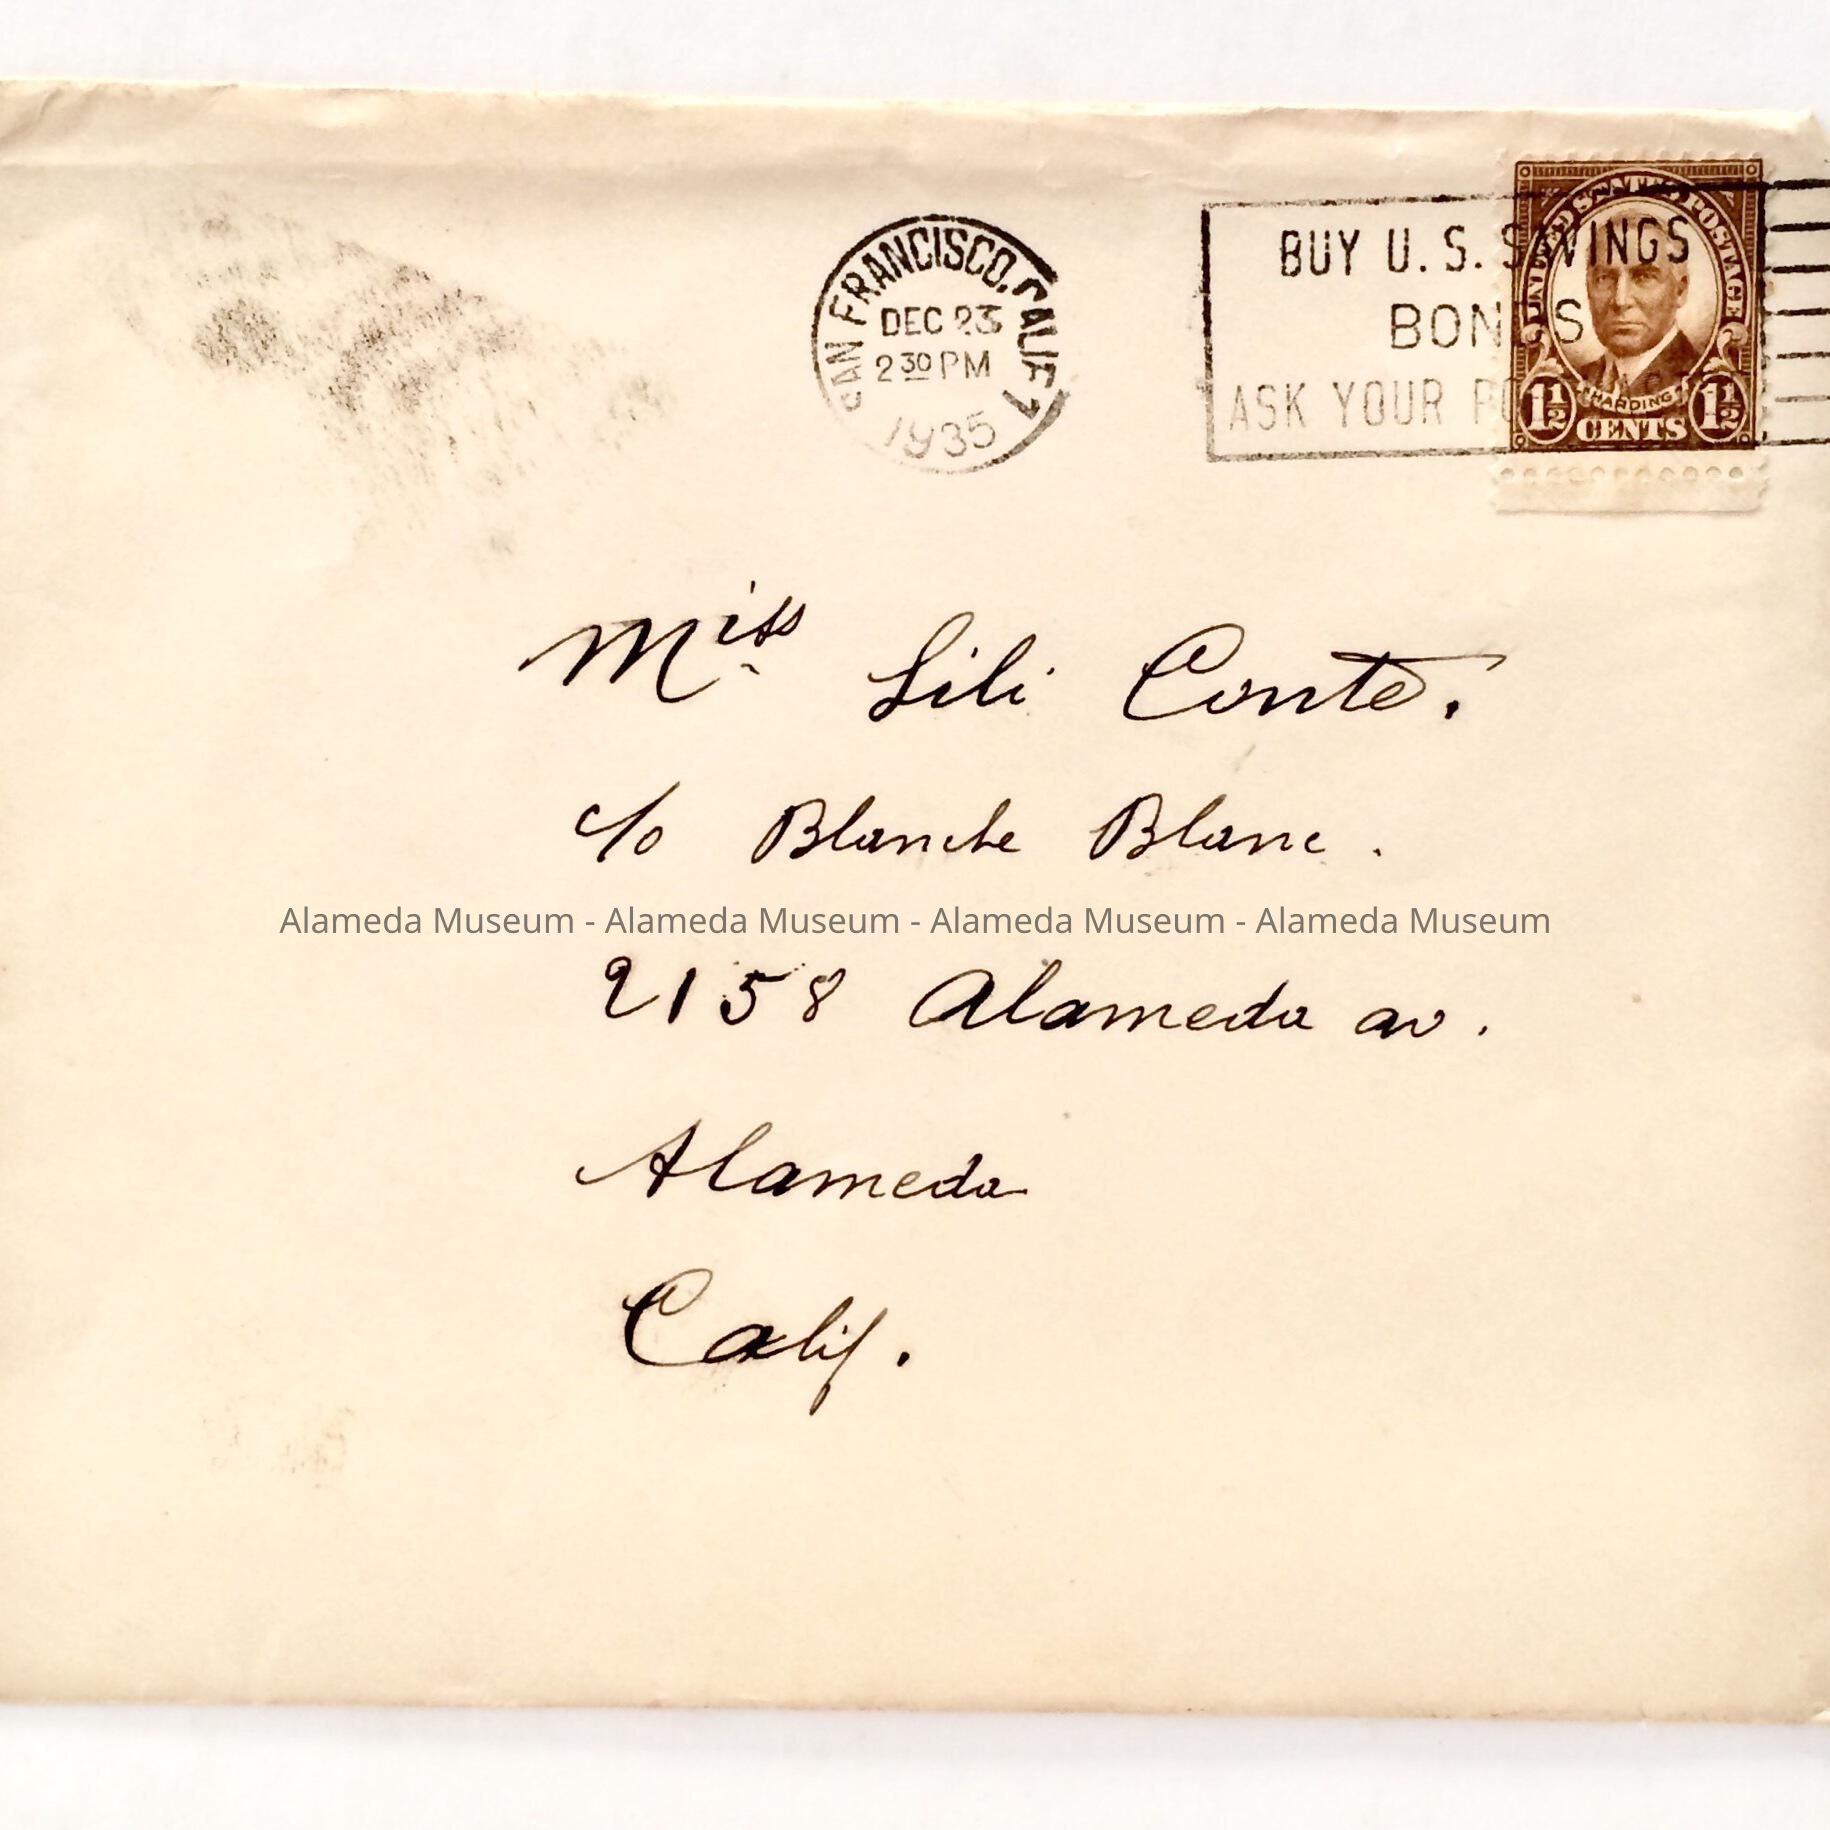 SAN FRANCISCO, CALIF. 1
DEC 23
2 30 PM
1935
BUY U. S. SAVINGS
BONDS
ASK YOUR
UNITED STATES POSTAGE
HARDING
1½ CENTS 1½
Miss Lili Conte.
c/o Blanche Blanc.
Alameda Museum - Alameda Museum - Alameda Museum - Alameda Museum
2158 Alameda av.
Alameda
Calif.